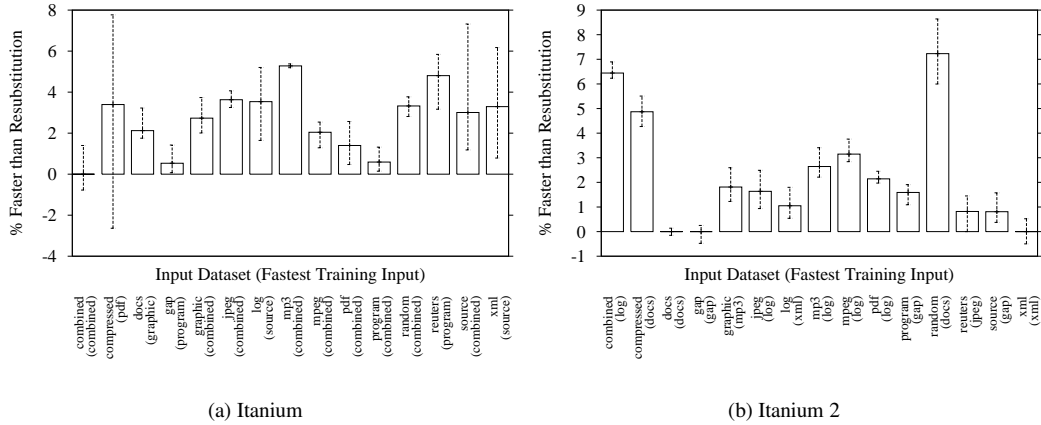 % Faster than Resubstitution
8
6
4
2
0
-2
-4
Input Dataset (Fastest Training Input)
combined
(combined)
compressed
(pdf)
docs
(graphic)
gap
(program)
graphic
(combined)
jpeg
(combined)
log
(source)
mp3
(combined)
mpeg
(combined)
pdf
(combined)
program
(combined)
random
(combined)
reuters
(program)
source
(combined)
xml
(source)
(a) Itanium
% Faster than Resubstitution
9
8
7
6
5
4
3
2
1
0
-1
Input Dataset (Fastest Training Input)
combined
(log)
compressed
(docs)
docs
(docs)
gap
(gap)
graphic
(mp3)
jpeg
(log)
log
(xml)
mp3
(log)
mpeg
(log)
pdf
(log)
program
(gap)
random
(docs)
reuters
(jpeg)
source
(gap)
xml
(xml)
(b) Itanium 2